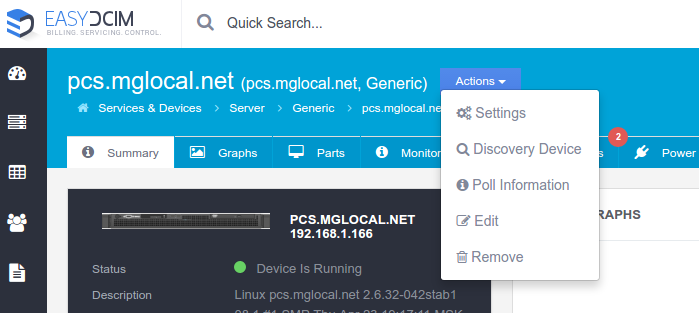 EASYDCIM
BILLING. SERVICING. CONTROL.
Quick Search...
pcs.mglocal.net (pcs.mglocal.net, Generic)
Actions
Services & Devices > Server > Generic > pcs.mglocal.ne
Settings
Discovery Device
Poll Information
Edit
Remove
Summary
Graphs
Parts
Monitor
s
2
Power
PCS.MGLOCAL.NET
192.168.1.166
RAPHS
Status
Device Is Running
Description
Linux pcs.mglocal.net 2.6.32-042stab1